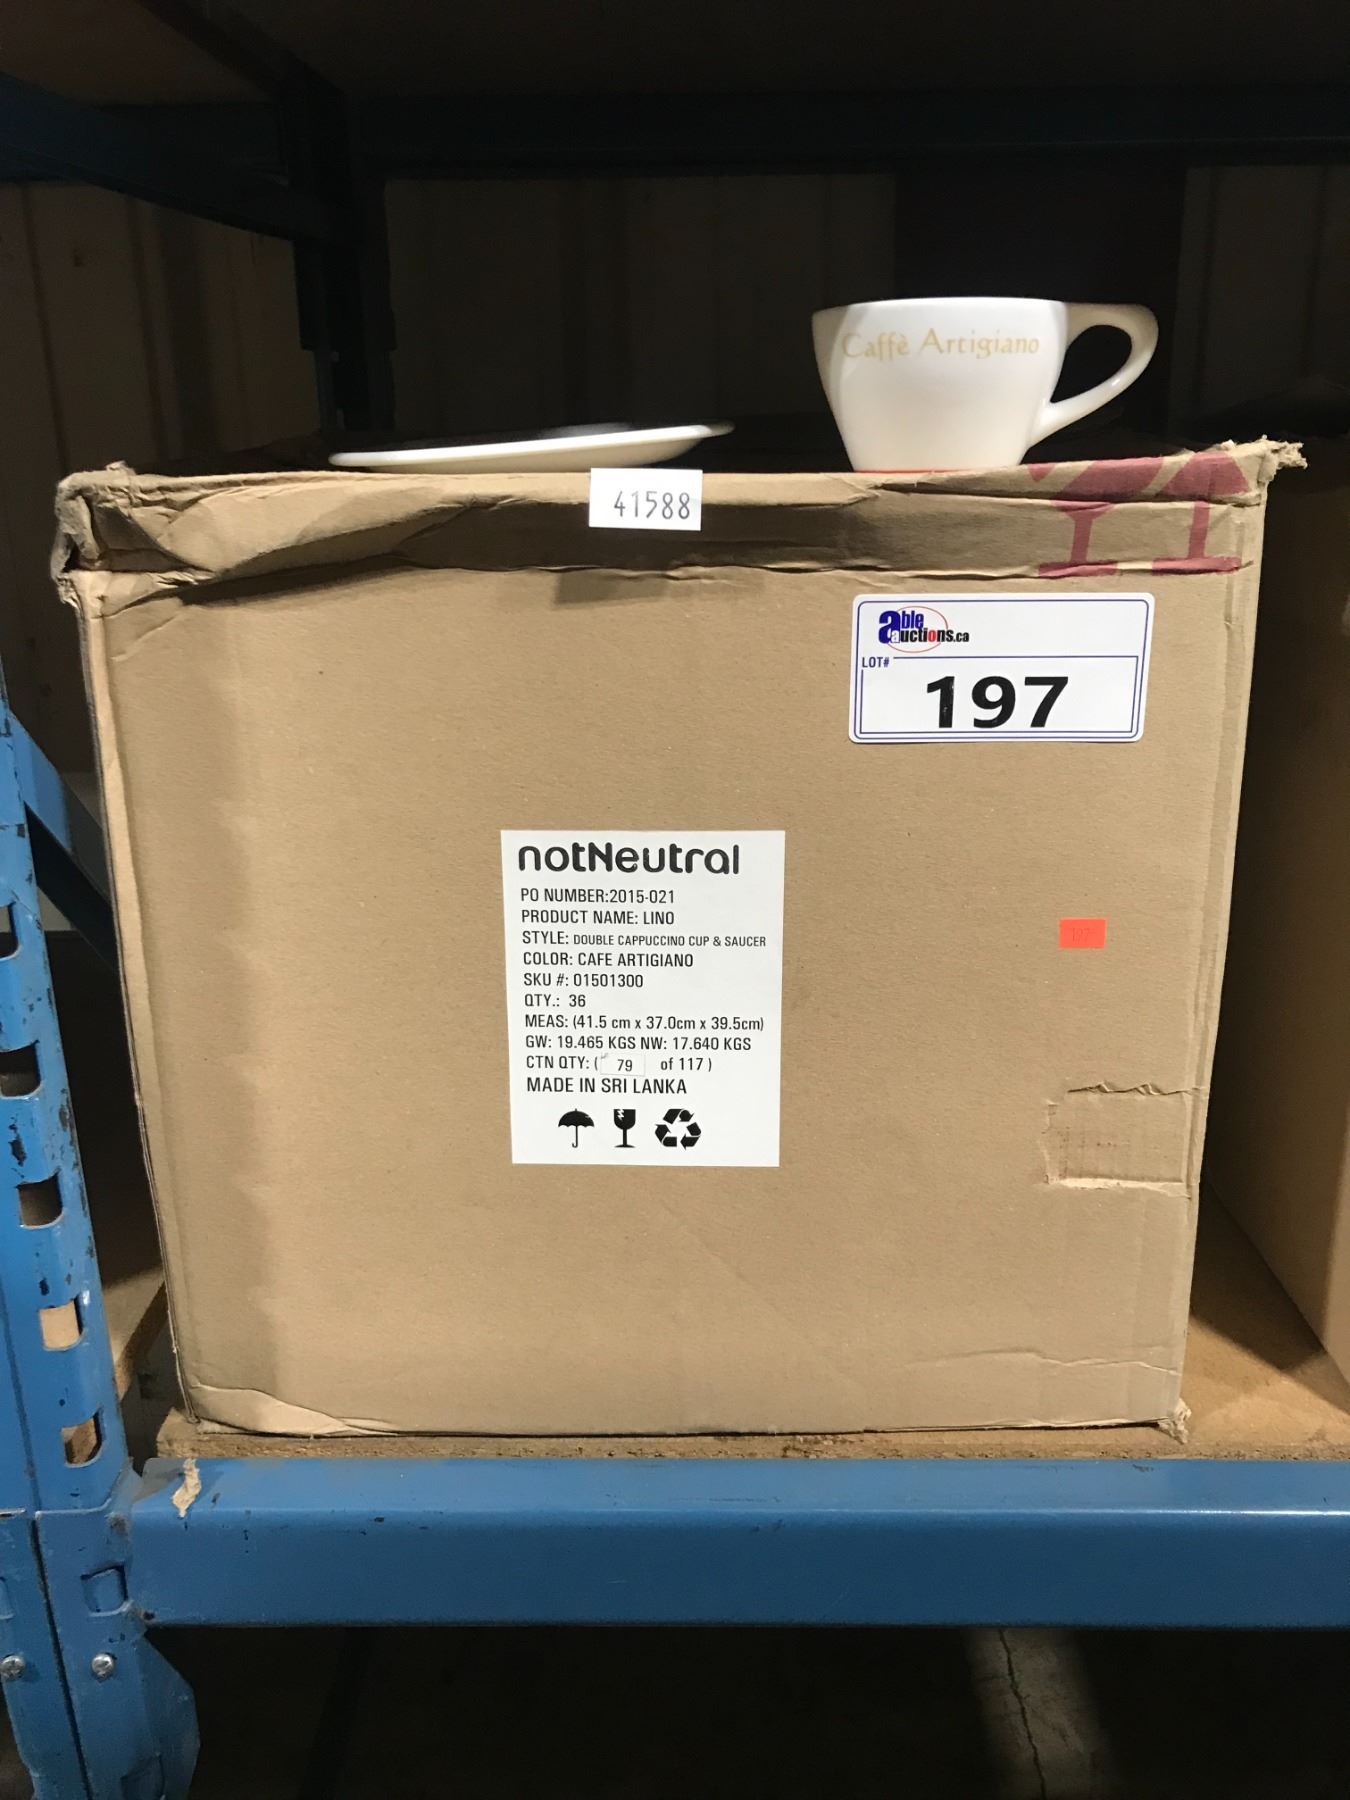 Caffè Artigiano
41588
able
auctions.ca
LOT#
197
notNeutral
PO NUMBER:2015-021
PRODUCT NAME: LINO
STYLE: DOUBLE CAPPUCCINO CUP & SAUCER
COLOR: CAFE ARTIGIANO
SKU #: 01501300
QTY.: 36
MEAS: (41.5 cm x 37.0cm x 39.5cm)
GW: 19.465 KGS NW: 17.640 KGS
CTN QTY: ( 79 of 117 )
MADE IN SRI LANKA
197